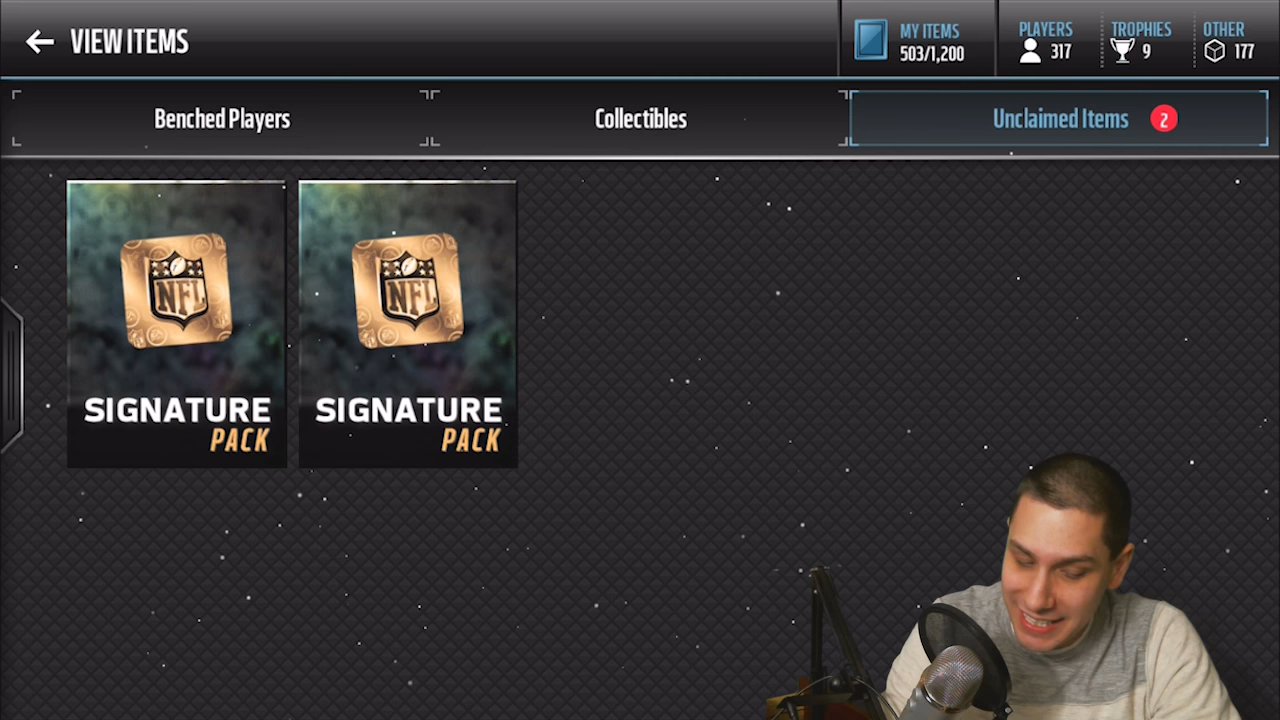 VIEW ITEMS
MY ITEMS
503/1,200
PLAYERS
317
TROPHIES
9
OTHER
177
Benched Players
Collectibles
Unclaimed Items 2
NFL
SIGNATURE
PACK
NFL
SIGNATURE
PACK